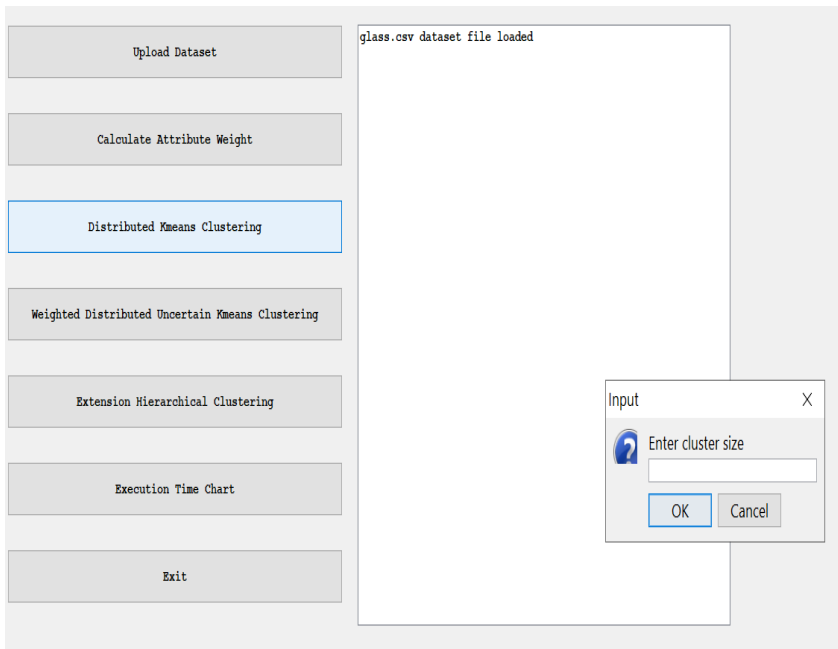 Upload Dataset
Calculate Attribute Weight
Distributed Kmeans Clustering
Weighted Distributed Uncertain Kmeans Clustering
Extension Hierarchical Clustering
Execution Time Chart
Exit
glass.csv dataset file loaded
Input
X
?
Enter cluster size
OK
Cancel